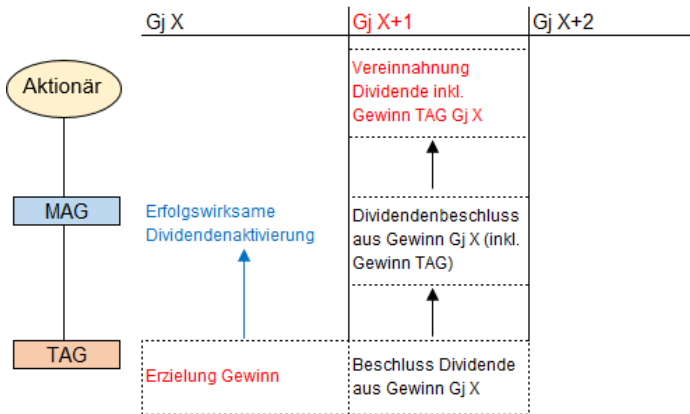 Gj X
Gj X+1
Gj X+2
Aktionär
Vereinnahmung
Dividende inkl.
Gewinn TAG Gj X
MAG
Erfolgswirksame
Dividendenaktivierung
Dividendenbeschluss
aus Gewinn Gj X (inkl.
Gewinn TAG)
TAG
Erzielung Gewinn
Beschluss Dividende
aus Gewinn Gj X